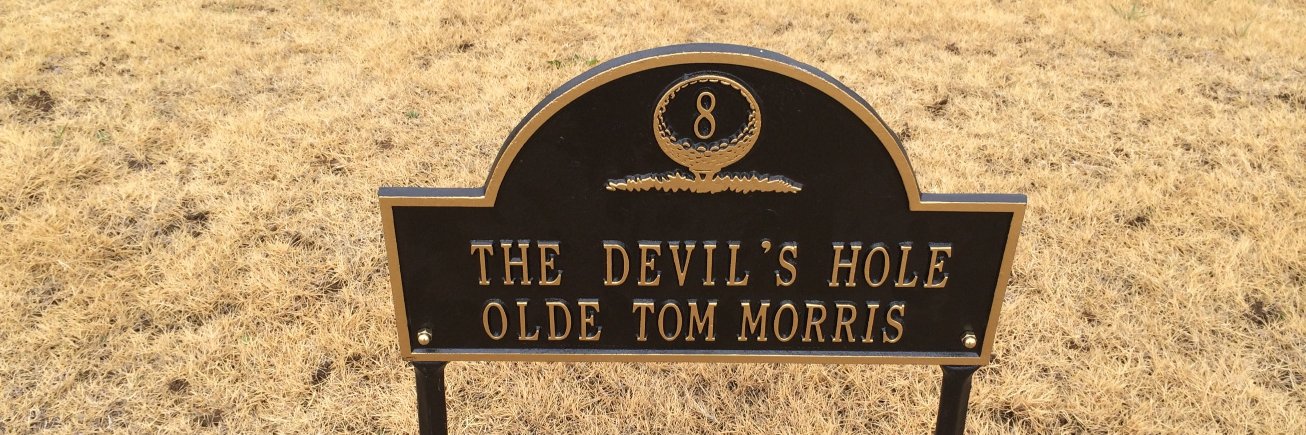 8
THE DEVIL'S HOLE
OLDE TOM MORRIS